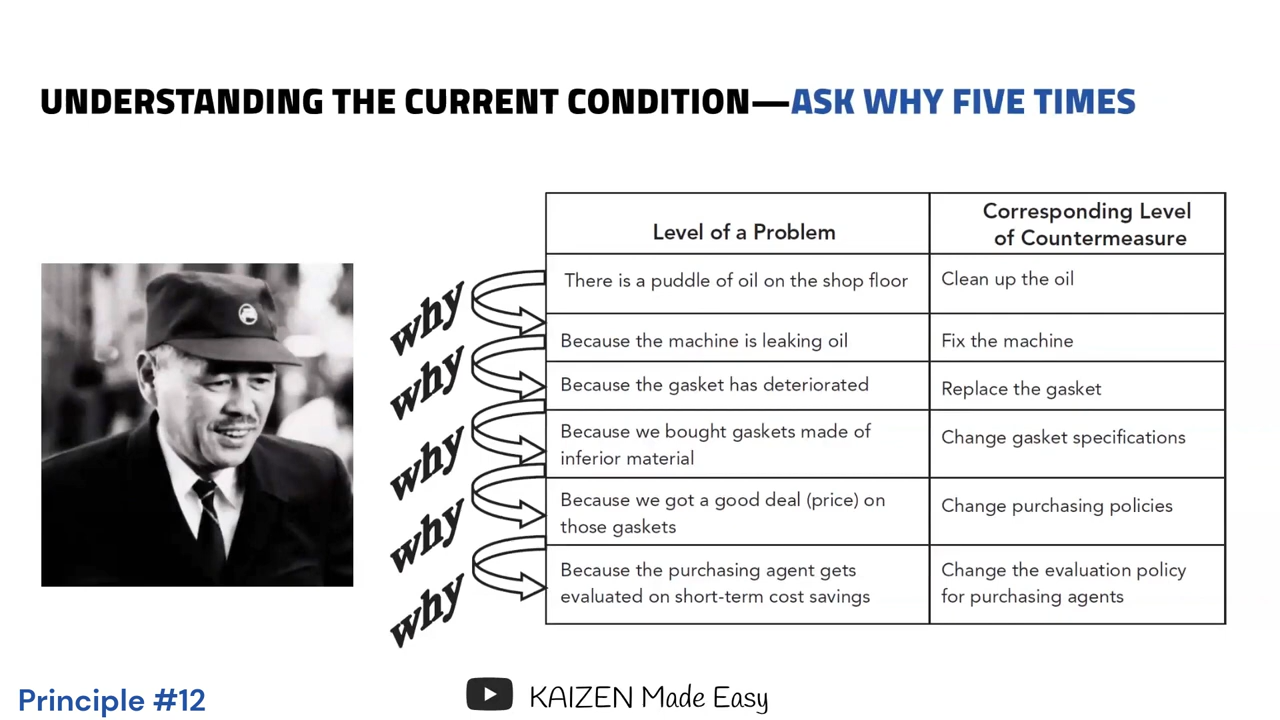 UNDERSTANDING THE CURRENT CONDITION—ASK WHY FIVE TIMES
Level of a Problem
Corresponding Level
of Countermeasure
why
There is a puddle of oil on the shop floor
Clean up the oil
why
Because the machine is leaking oil
Fix the machine
why
Because the gasket has deteriorated
Replace the gasket
why
Because we bought gaskets made of
inferior material
Change gasket specifications
why
Because we got a good deal (price) on
those gaskets
Change purchasing policies
Because the purchasing agent gets
evaluated on short-term cost savings
Change the evaluation policy
for purchasing agents
Principle #12
KAIZEN Made Easy